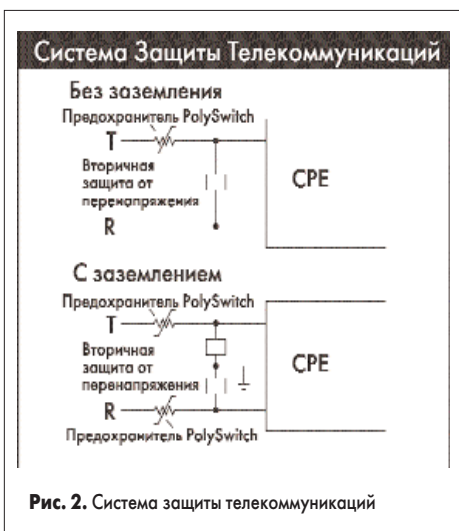 Система Защиты Телекоммуникаций
Без заземления
Предохранитель PolySwitch
T
Вторичная
защита от
перенапряжения
R
CPE
С заземлением
Предохранитель PolySwitch
T
Вторичная
защита от
перенапряжения
R
CPE
Предохранитель PolySwitch
Рис. 2. Система защиты телекоммуникаций